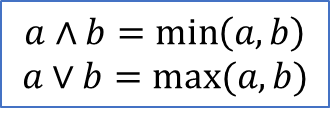 a ∧ b = min(a, b)
a ∨ b = max(a, b)